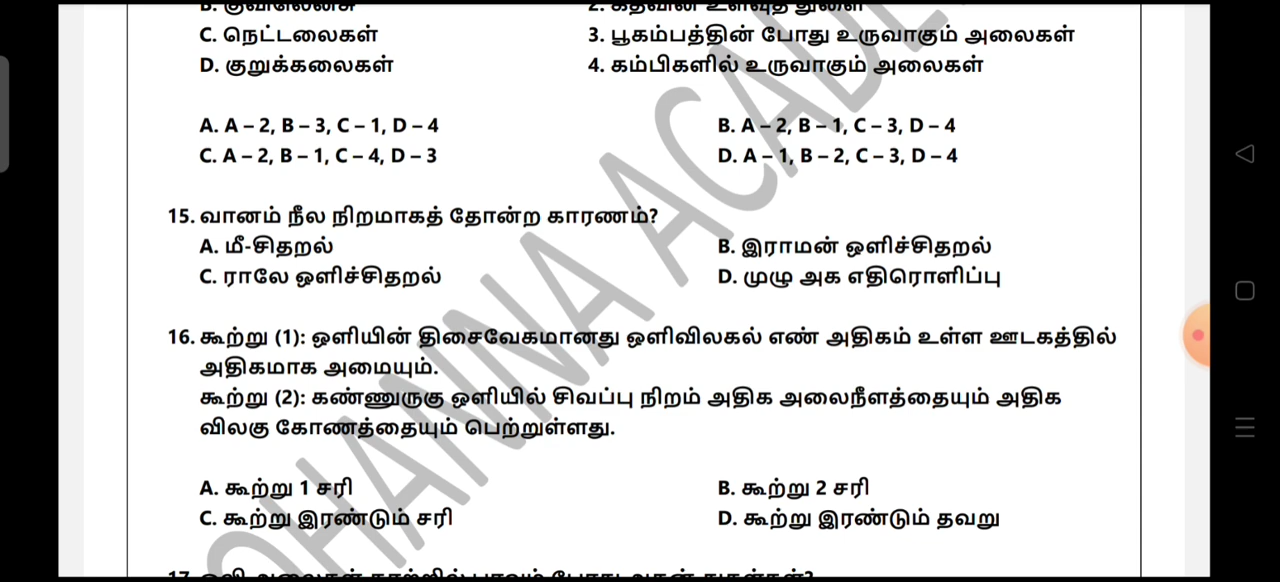 C. நெட்டலைகள் 3. பூகம்பத்தின் போது உருவாகும் அலைகள்
D. குறுக்கலைகள் 4. கம்பிகளில் உருவாகும் அலைகள்
A. A – 2, B – 3, C – 1, D – 4 B. A – 2, B – 1, C – 3, D – 4
C. A – 2, B – 1, C – 4, D – 3 D. A – 1, B – 2, C – 3, D – 4
15. வானம் நீல நிறமாகத் தோன்ற காரணம்?
A. மீ-சிதறல் B. இராமன் ஒளிச்சிதறல்
C. ராலே ஒளிச்சிதறல் D. முழு அக எதிரொளிப்பு
16. கூற்று (1): ஒளியின் திசைவேகமானது ஒளிவிலகல் எண் அதிகம் உள்ள ஊடகத்தில்
அதிகமாக அமையும்.
கூற்று (2): கண்ணுருகு ஒளியில் சிவப்பு நிறம் அதிக அலைநீளத்தையும் அதிக
விலகு கோணத்தையும் பெற்றுள்ளது.
A. கூற்று 1 சரி B. கூற்று 2 சரி
C. கூற்று இரண்டும் சரி D. கூற்று இரண்டும் தவறு